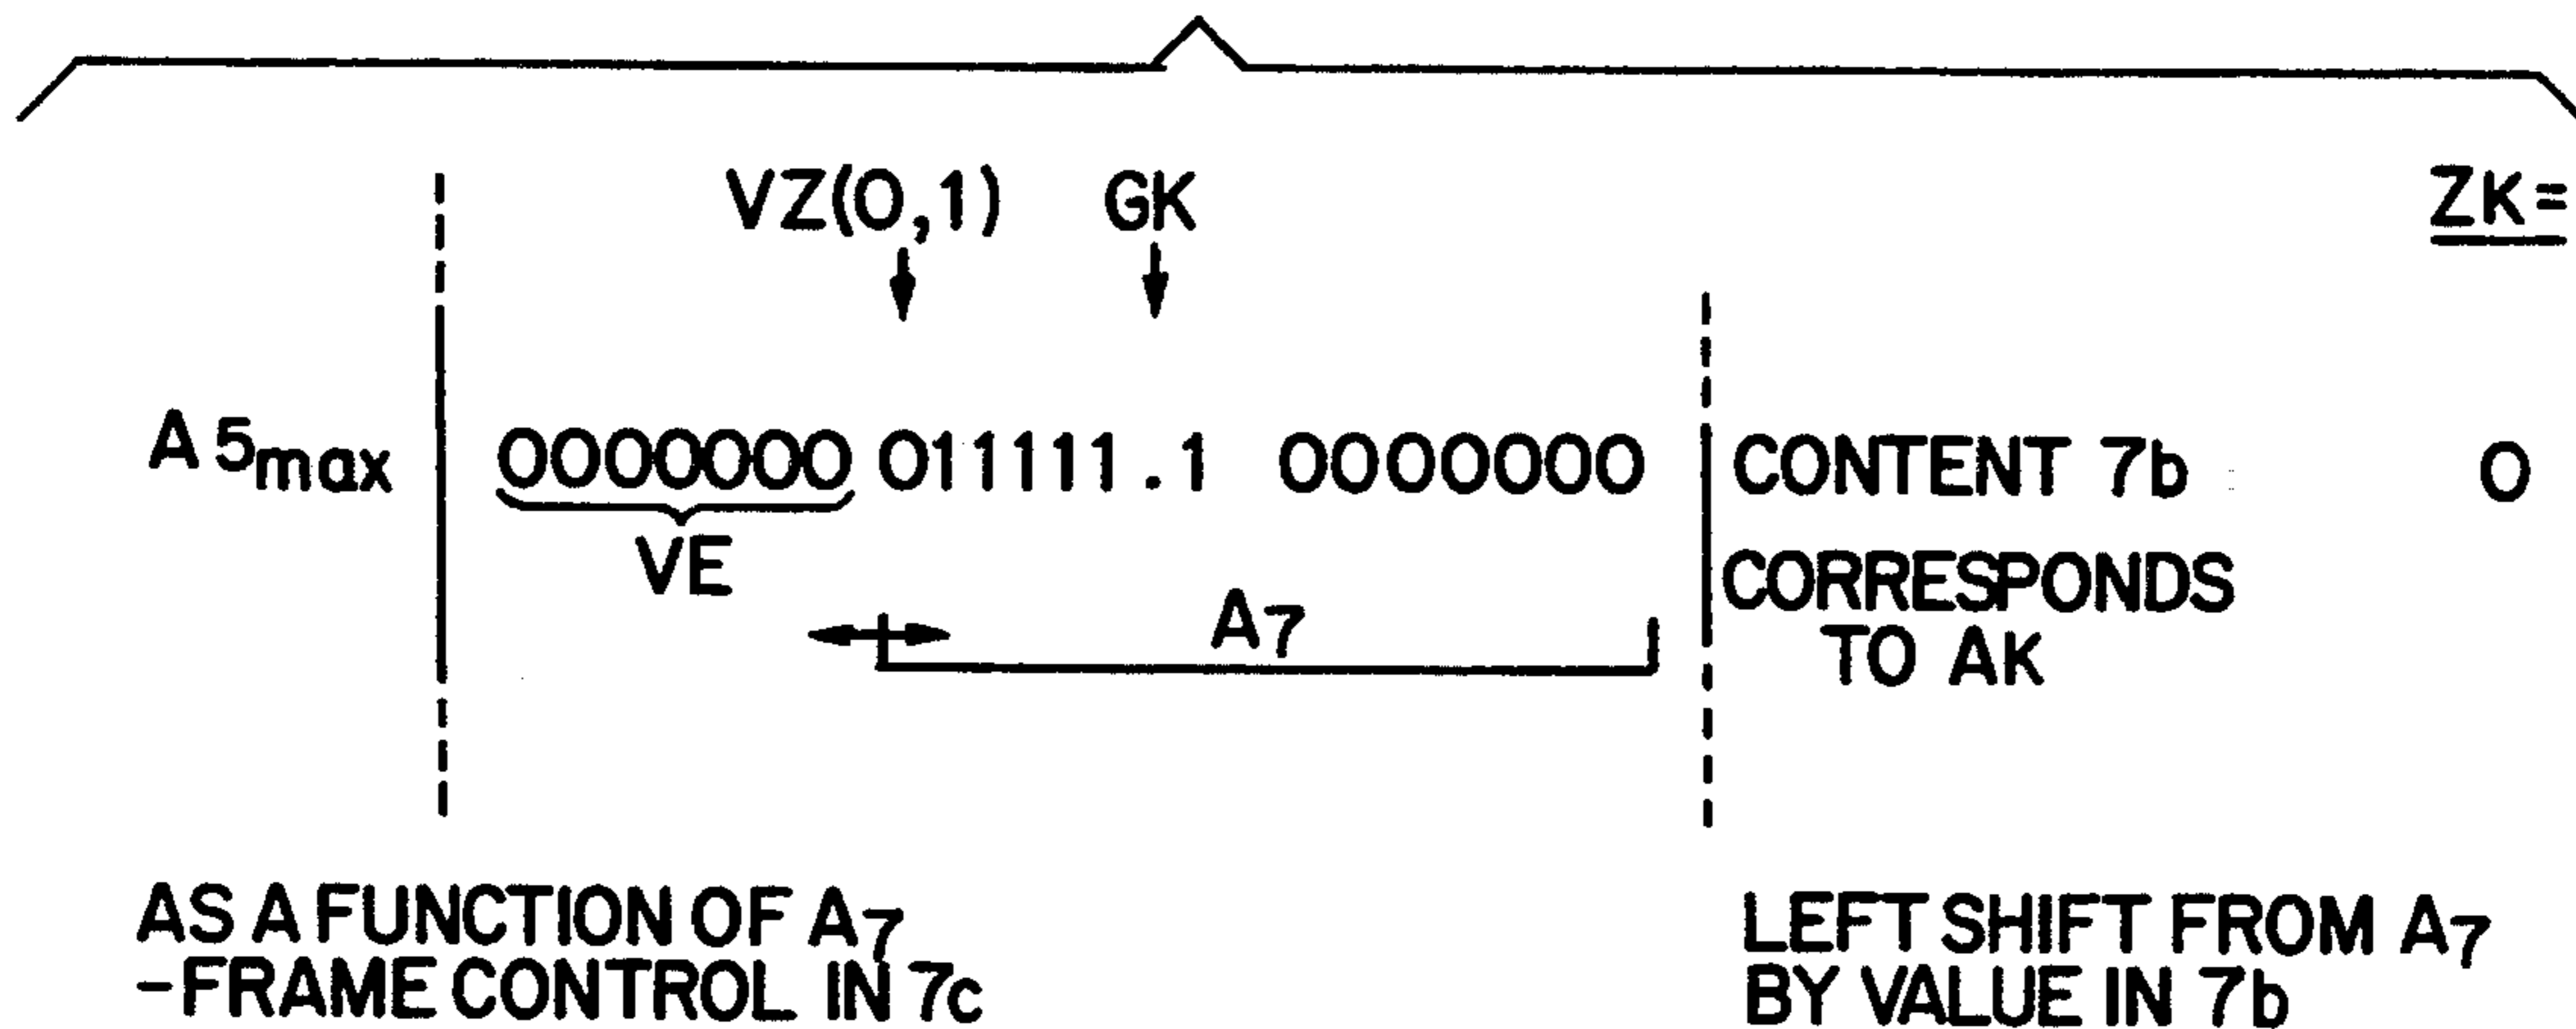 VZ(0,1) GK ZK=
A5max 0000000 011111.1 0000000 CONTENT 7b 0
VE CORRESPONDS
A7 TO AK
AS A FUNCTION OF A7
-FRAME CONTROL IN 7c
LEFT SHIFT FROM A7
BY VALUE IN 7b